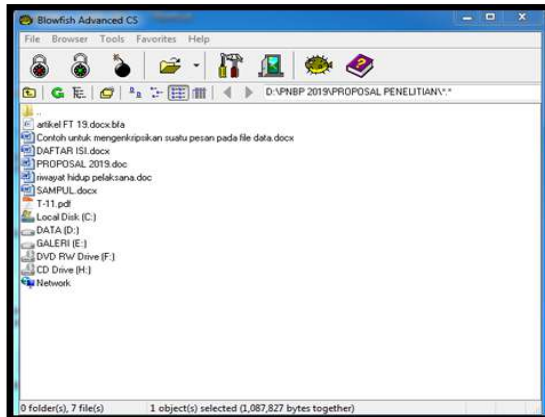 Blowfish Advanced CS
File Browser Tools Favorites Help
D:\PNBP 2019\PROPOSAL PENELITIAN\*.*
..
artikel FT 19.docx.bfa
Contoh untuk mengenkripsikan suatu pesan pada file data.docx
DAFTAR ISI.docx
PROPOSAL 2019.doc
riwayat hidup pelaksana.doc
SAMPUL.docx
T-11.pdf
Local Disk (C:)
DATA (D:)
GALERI (E:)
DVD RW Drive (F:)
CD Drive (H:)
Network
0 folder(s), 7 file(s) 1 object(s) selected (1,087,827 bytes together)